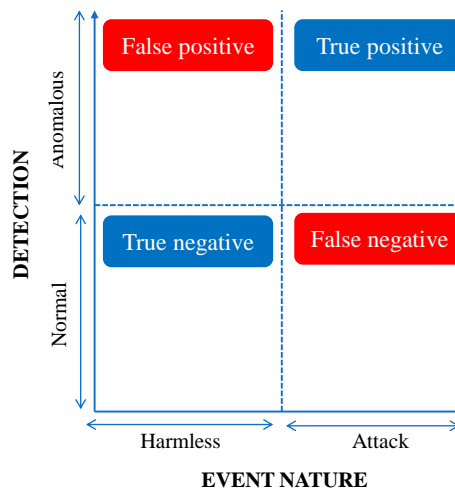 False positive
True positive
Anomalous
DETECTION
True negative
False negative
Normal
Harmless
Attack
EVENT NATURE